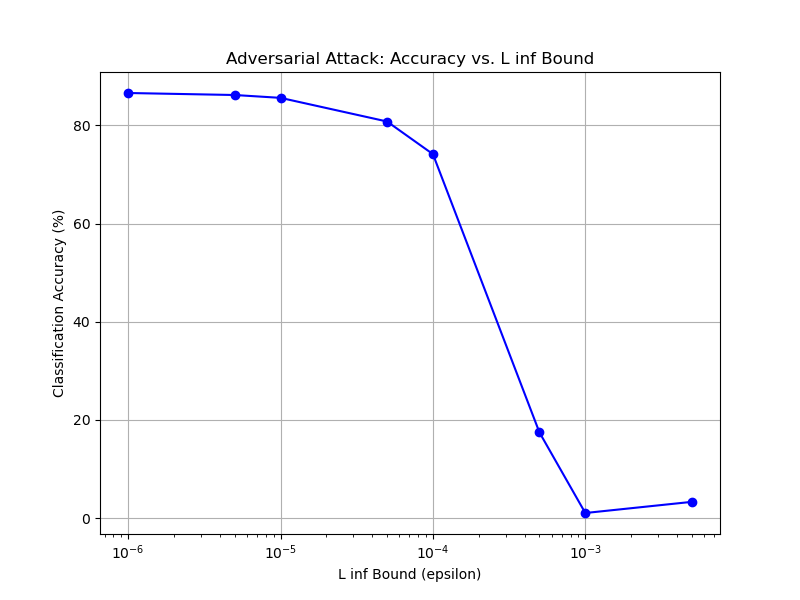 Adversarial Attack: Accuracy vs. L inf Bound
80
60
40
20
0
Classification Accuracy (%)
10⁻⁶ 10⁻⁵ 10⁻⁴ 10⁻³
L inf Bound (epsilon)